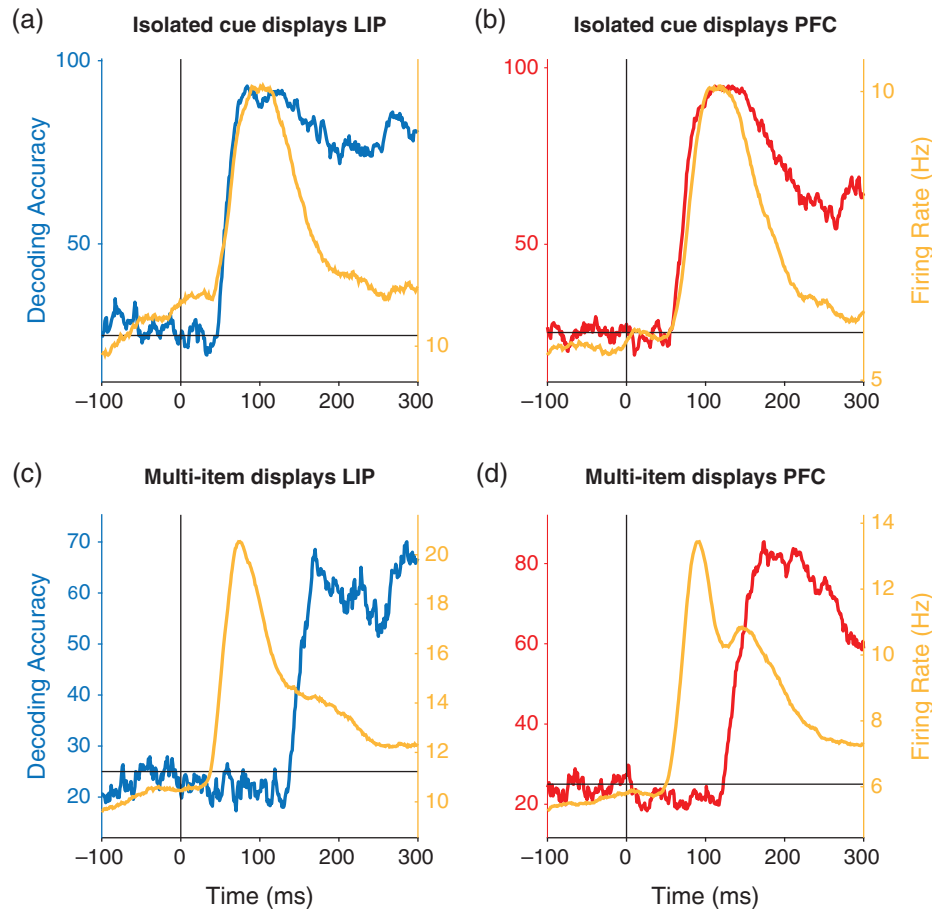 (a)
Isolated cue displays LIP
100
50
Decoding Accuracy
10
–100 0 100 200 300
(b)
Isolated cue displays PFC
100
50
10
5
Firing Rate (Hz)
–100 0 100 200 300
(c)
Multi-item displays LIP
70
60
50
40
30
20
Decoding Accuracy
20
18
16
14
12
10
–100 0 100 200 300
Time (ms)
(d)
Multi-item displays PFC
80
60
40
20
14
12
10
8
6
Firing Rate (Hz)
–100 0 100 200 300
Time (ms)